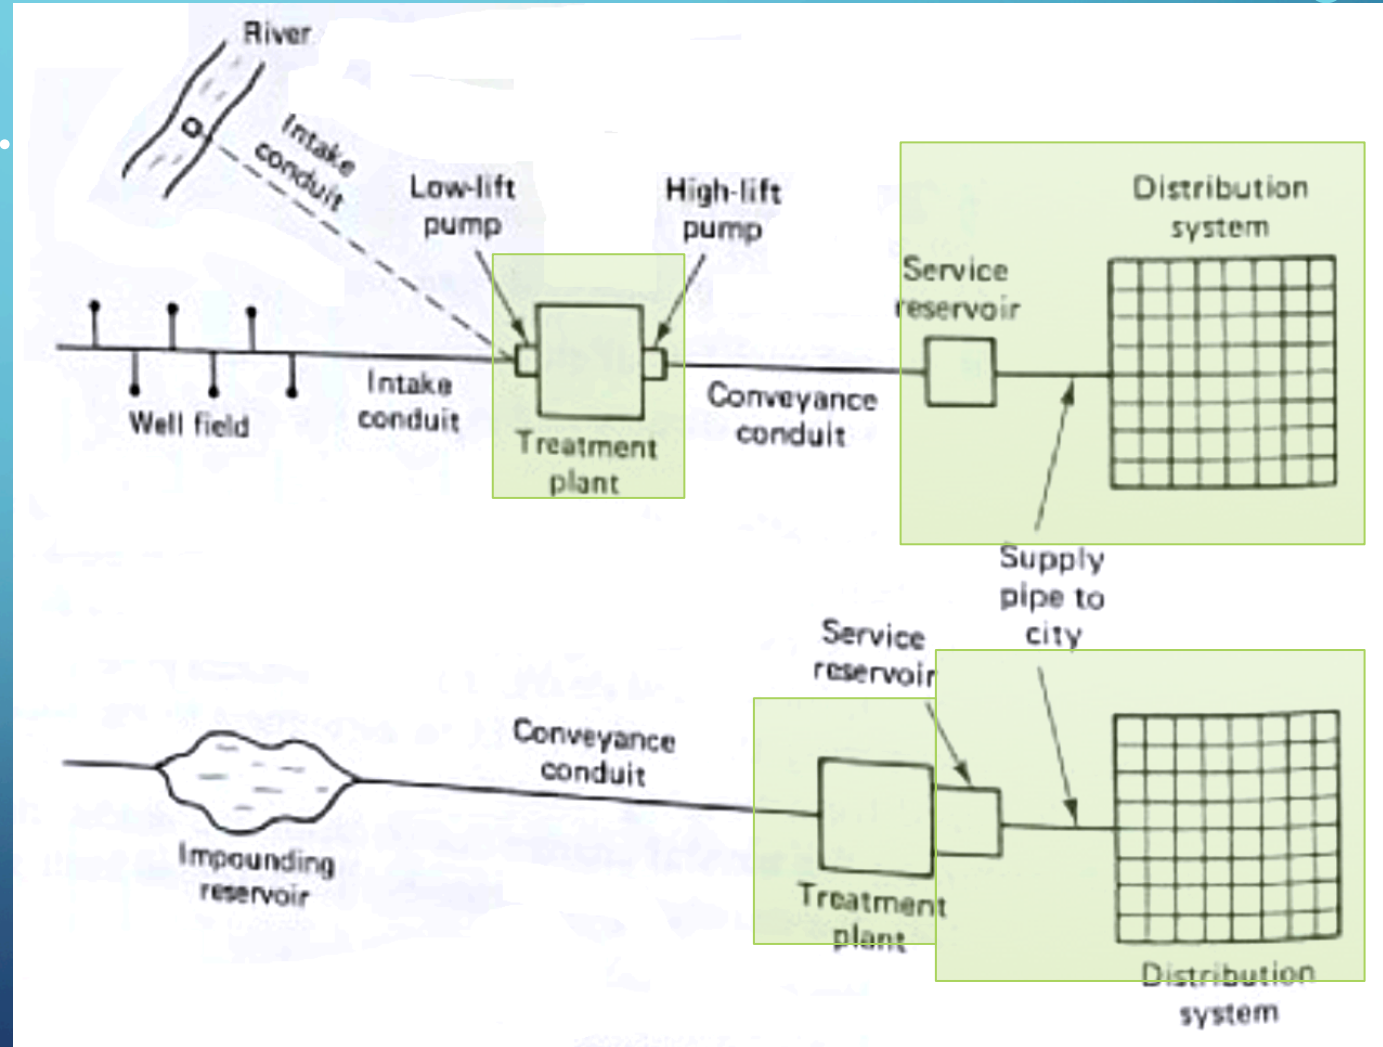 River
Intake
conduit
Low-lift
pump
High-lift
pump
Distribution
system
Service
reservoir
Well field
Intake
conduit
Treatment
plant
Conveyance
conduit
Supply
pipe to
city
Service
reservoir
Conveyance
conduit
Impounding
reservoir
Treatment
plant
Distribution
system